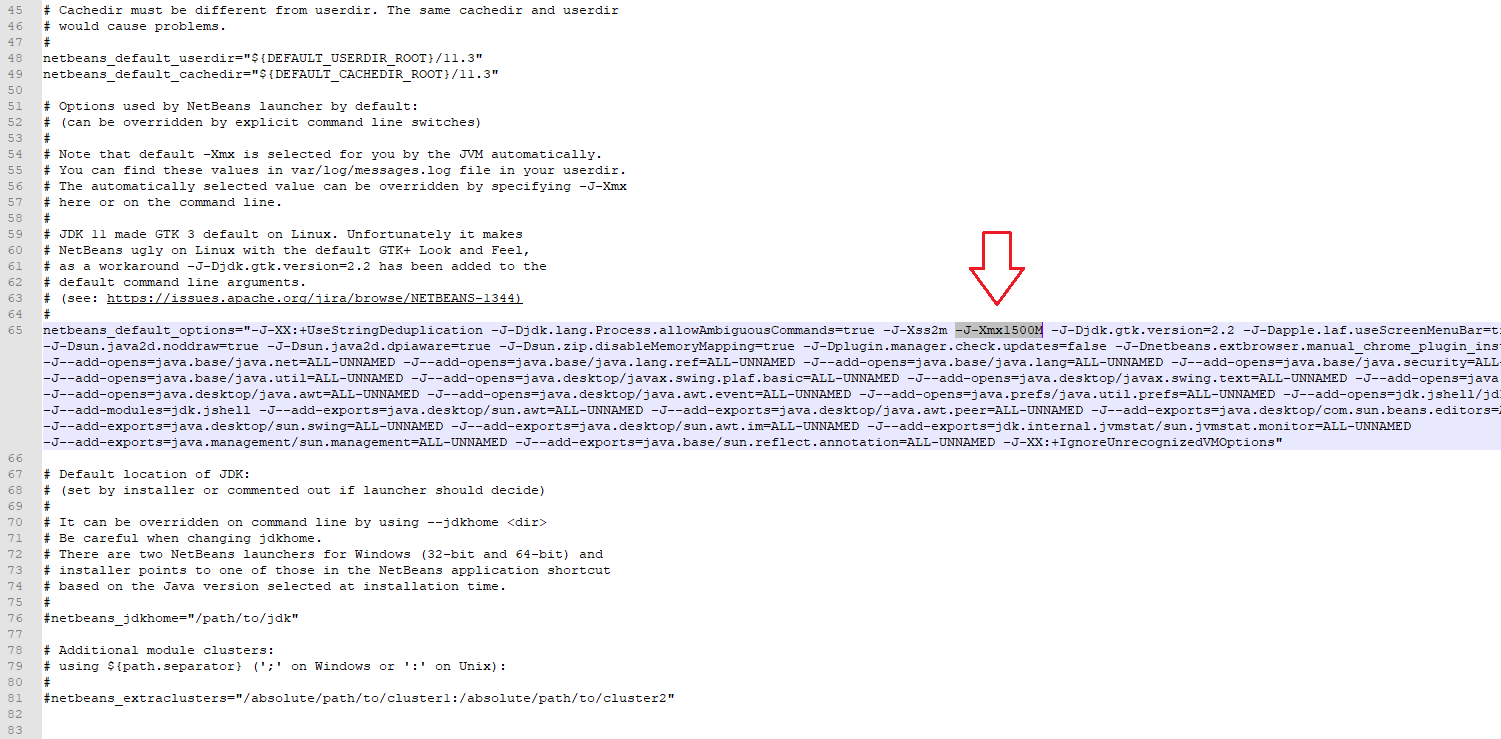 45 # Cachedir must be different from userdir. The same cachedir and userdir
46 # would cause problems.
47 #
48 netbeans_default_userdir="${DEFAULT_USERDIR_ROOT}/11.3"
49 netbeans_default_cachedir="${DEFAULT_CACHEDIR_ROOT}/11.3"
50
51 # Options used by NetBeans launcher by default:
52 # (can be overridden by explicit command line switches)
53 #
54 # Note that default -Xmx is selected for you by the JVM automatically.
55 # You can find these values in var/log/messages.log file in your userdir.
56 # The automatically selected value can be overridden by specifying -J-Xmx
57 # here or on the command line.
58 #
59 # JDK 11 made GTK 3 default on Linux. Unfortunately it makes
60 # NetBeans ugly on Linux with the default GTK+ Look and Feel,
61 # as a workaround -J-Djdk.gtk.version=2.2 has been added to the
62 # default command line arguments.
63 # (see: https://issues.apache.org/jira/browse/NETBEANS-1344)
64 #
65 netbeans_default_options="-J-XX:+UseStringDeduplication -J-Djdk.lang.Process.allowAmbiguousCommands=true -J-Xss2m -J-Xmx1500M -J-Djdk.gtk.version=2.2 -J-Dapple.laf.useScreenMenuBar=t
-J-Dsun.java2d.noddraw=true -J-Dsun.java2d.dpiaware=true -J-Dsun.zip.disableMemoryMapping=true -J-Dplugin.manager.check.updates=false -J-Dnetbeans.extbrowser.manual_chrome_plugin_ins
-J--add-opens=java.base/java.net=ALL-UNNAMED -J--add-opens=java.base/java.lang.ref=ALL-UNNAMED -J--add-opens=java.base/java.lang=ALL-UNNAMED -J--add-opens=java.base/java.security=ALL-
-J--add-opens=java.base/java.util=ALL-UNNAMED -J--add-opens=java.desktop/javax.swing.plaf.basic=ALL-UNNAMED -J--add-opens=java.desktop/javax.swing.text=ALL-UNNAMED -J--add-opens=java
-J--add-opens=java.desktop/java.awt=ALL-UNNAMED -J--add-opens=java.desktop/java.awt.event=ALL-UNNAMED -J--add-opens=java.prefs/java.util.prefs=ALL-UNNAMED -J--add-opens=jdk.jshell/jd
-J--add-modules=jdk.jshell -J--add-exports=java.desktop/sun.awt=ALL-UNNAMED -J--add-exports=java.desktop/java.awt.peer=ALL-UNNAMED -J--add-exports=java.desktop/com.sun.beans.editors=
-J--add-exports=java.desktop/sun.swing=ALL-UNNAMED -J--add-exports=java.desktop/sun.awt.im=ALL-UNNAMED -J--add-exports=jdk.internal.jvmstat/sun.jvmstat.monitor=ALL-UNNAMED
-J--add-exports=java.management/sun.management=ALL-UNNAMED -J--add-exports=java.base/sun.reflect.annotation=ALL-UNNAMED -J-XX:+IgnoreUnrecognizedVMOptions"
66
67 # Default location of JDK:
68 # (set by installer or commented out if launcher should decide)
69 #
70 # It can be overridden on command line by using --jdkhome <dir>
71 # Be careful when changing jdkhome.
72 # There are two NetBeans launchers for Windows (32-bit and 64-bit) and
73 # installer points to one of those in the NetBeans application shortcut
74 # based on the Java version selected at installation time.
75 #
76 #netbeans_jdkhome="/path/to/jdk"
77
78 # Additional module clusters:
79 # using ${path.separator} (';' on Windows or ':' on Unix):
80 #
81 #netbeans_extraclusters="/absolute/path/to/cluster1:/absolute/path/to/cluster2"
82
83